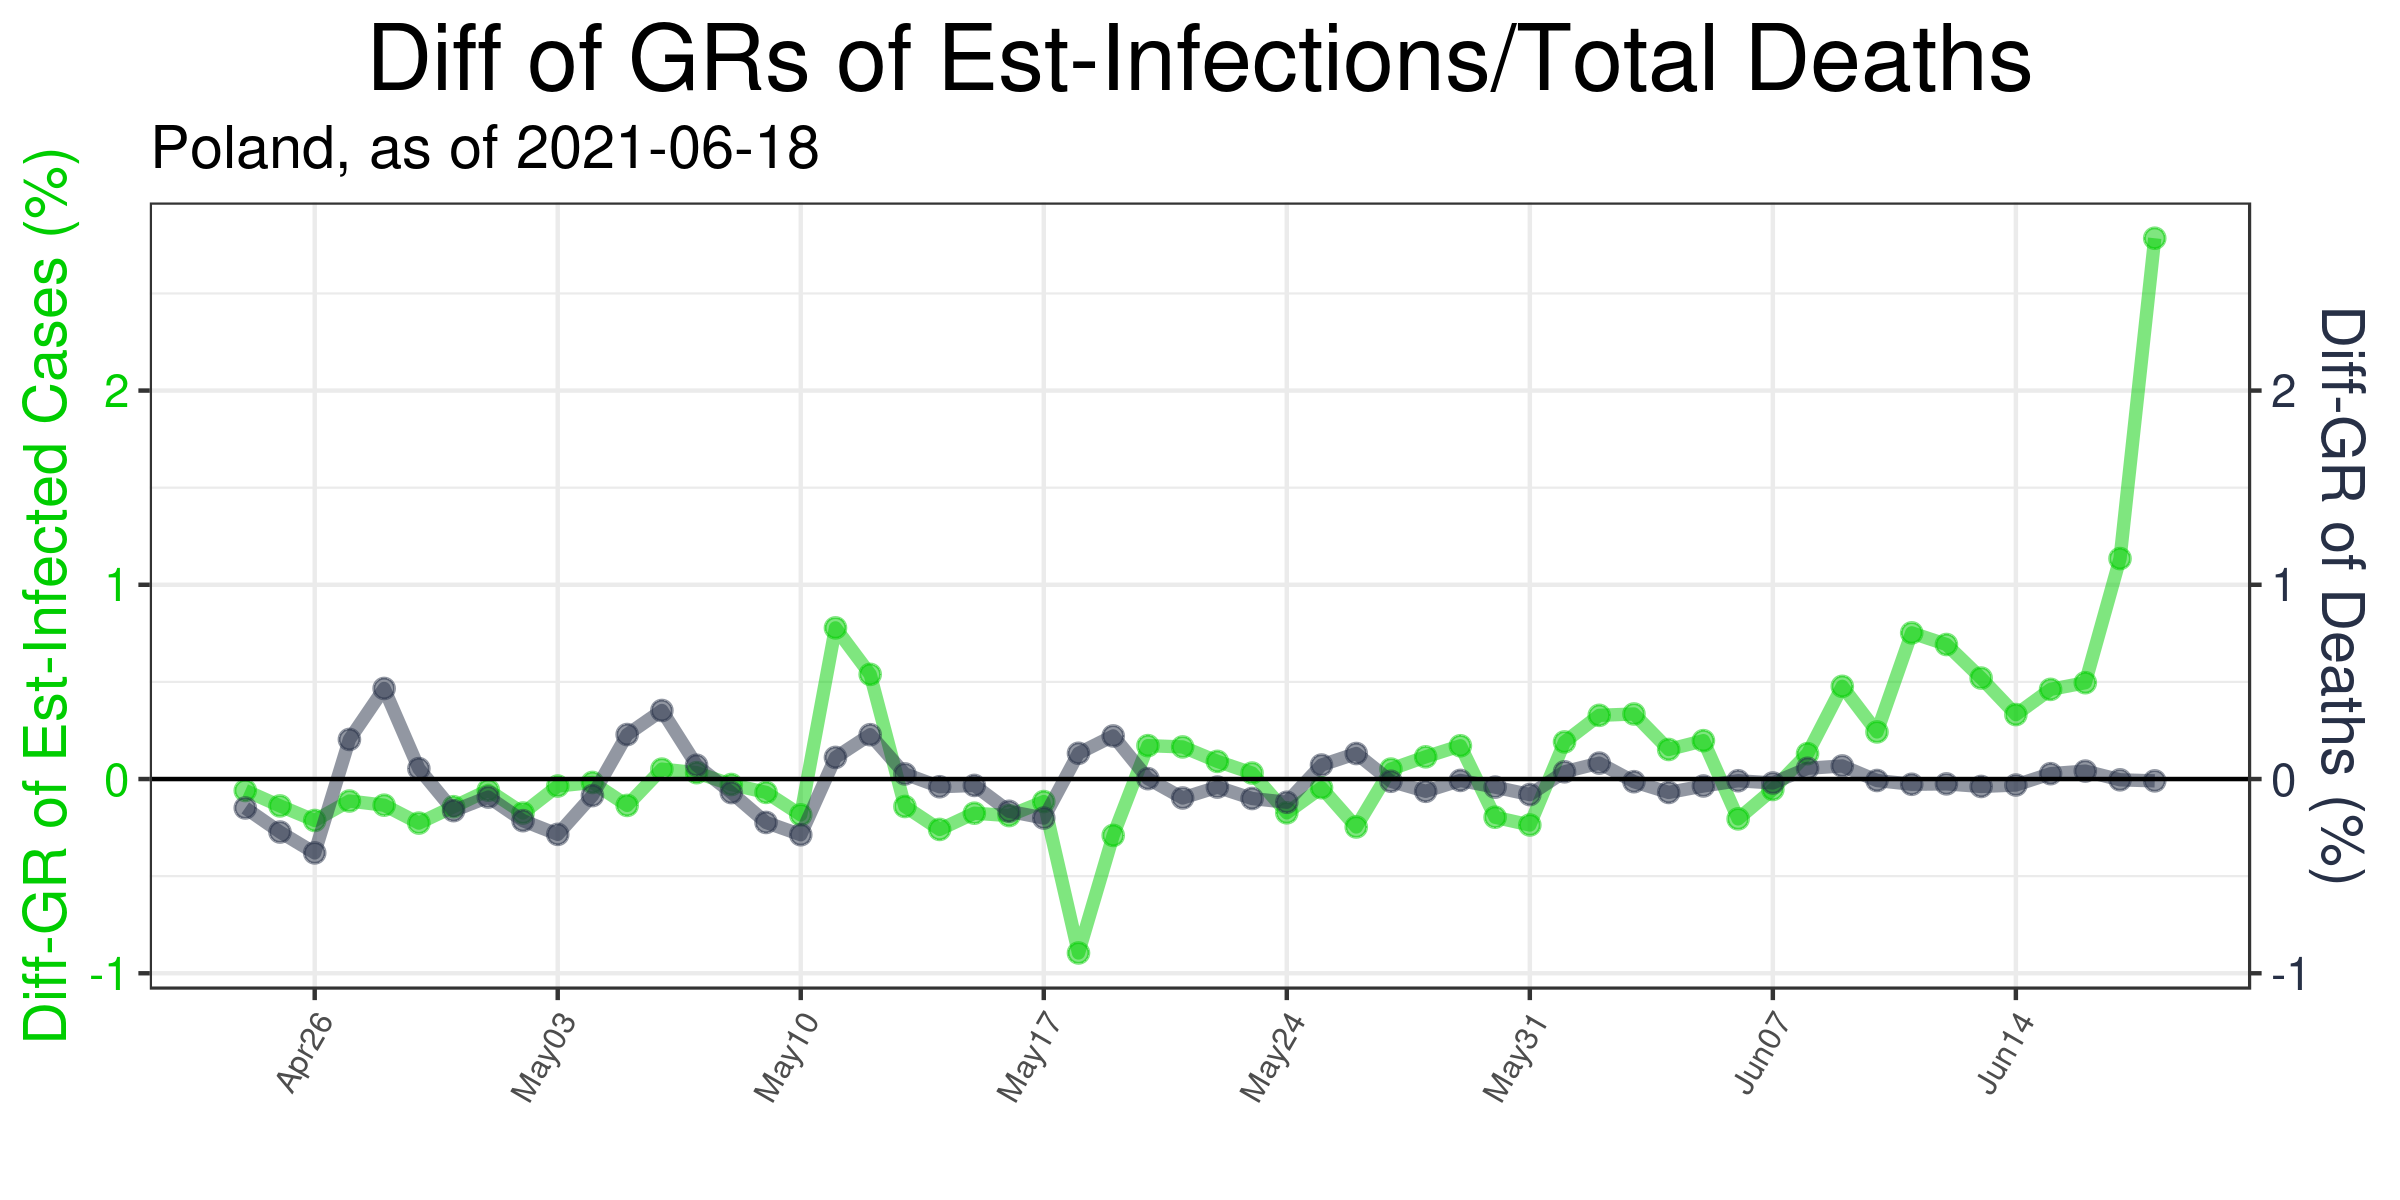 Diff of GRs of Est-Infections/Total Deaths
Poland, as of 2021-06-18
Diff-GR of Est-Infected Cases (%)
2
1
0
-1
2
1
0
-1
Diff-GR of Deaths (%)
Apr26
May03
May10
May17
May24
May31
Jun07
Jun14